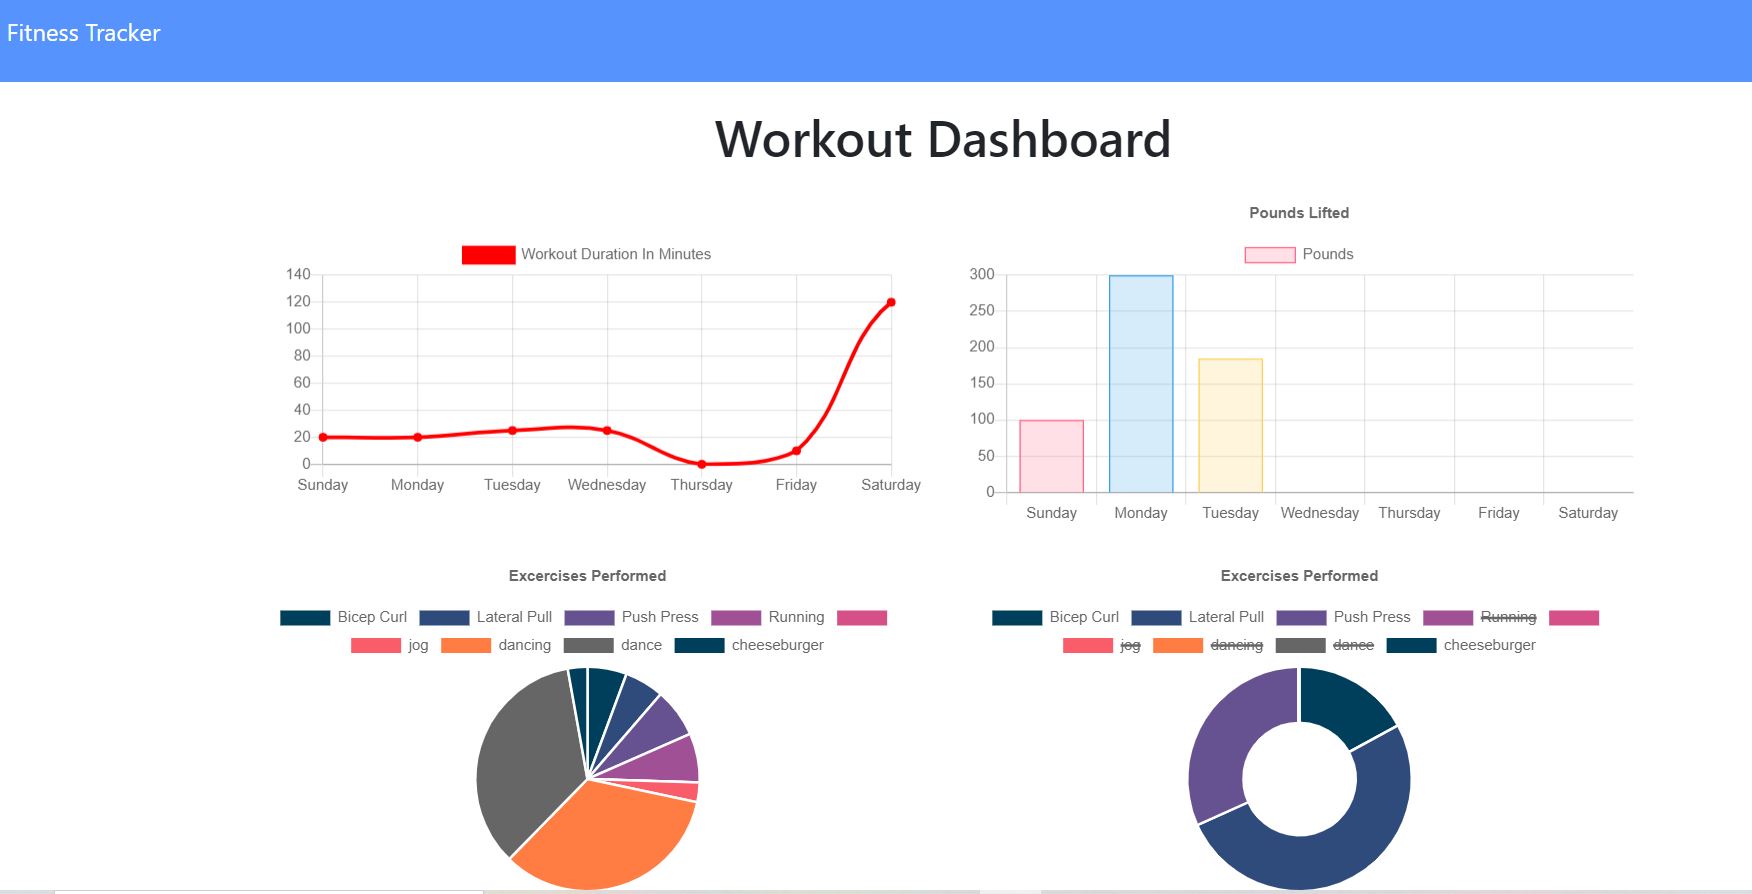 Fitness Tracker
Workout Dashboard
Workout Duration In Minutes
140
120
100
80
60
40
20
0
Sunday Monday Tuesday Wednesday Thursday Friday Saturday
Pounds Lifted
Pounds
300
250
200
150
100
50
0
Sunday Monday Tuesday Wednesday Thursday Friday Saturday
Excercises Performed
Bicep Curl Lateral Pull Push Press Running
jog dancing dance cheeseburger
Excercises Performed
Bicep Curl Lateral Pull Push Press Running
jog dancing dance cheeseburger